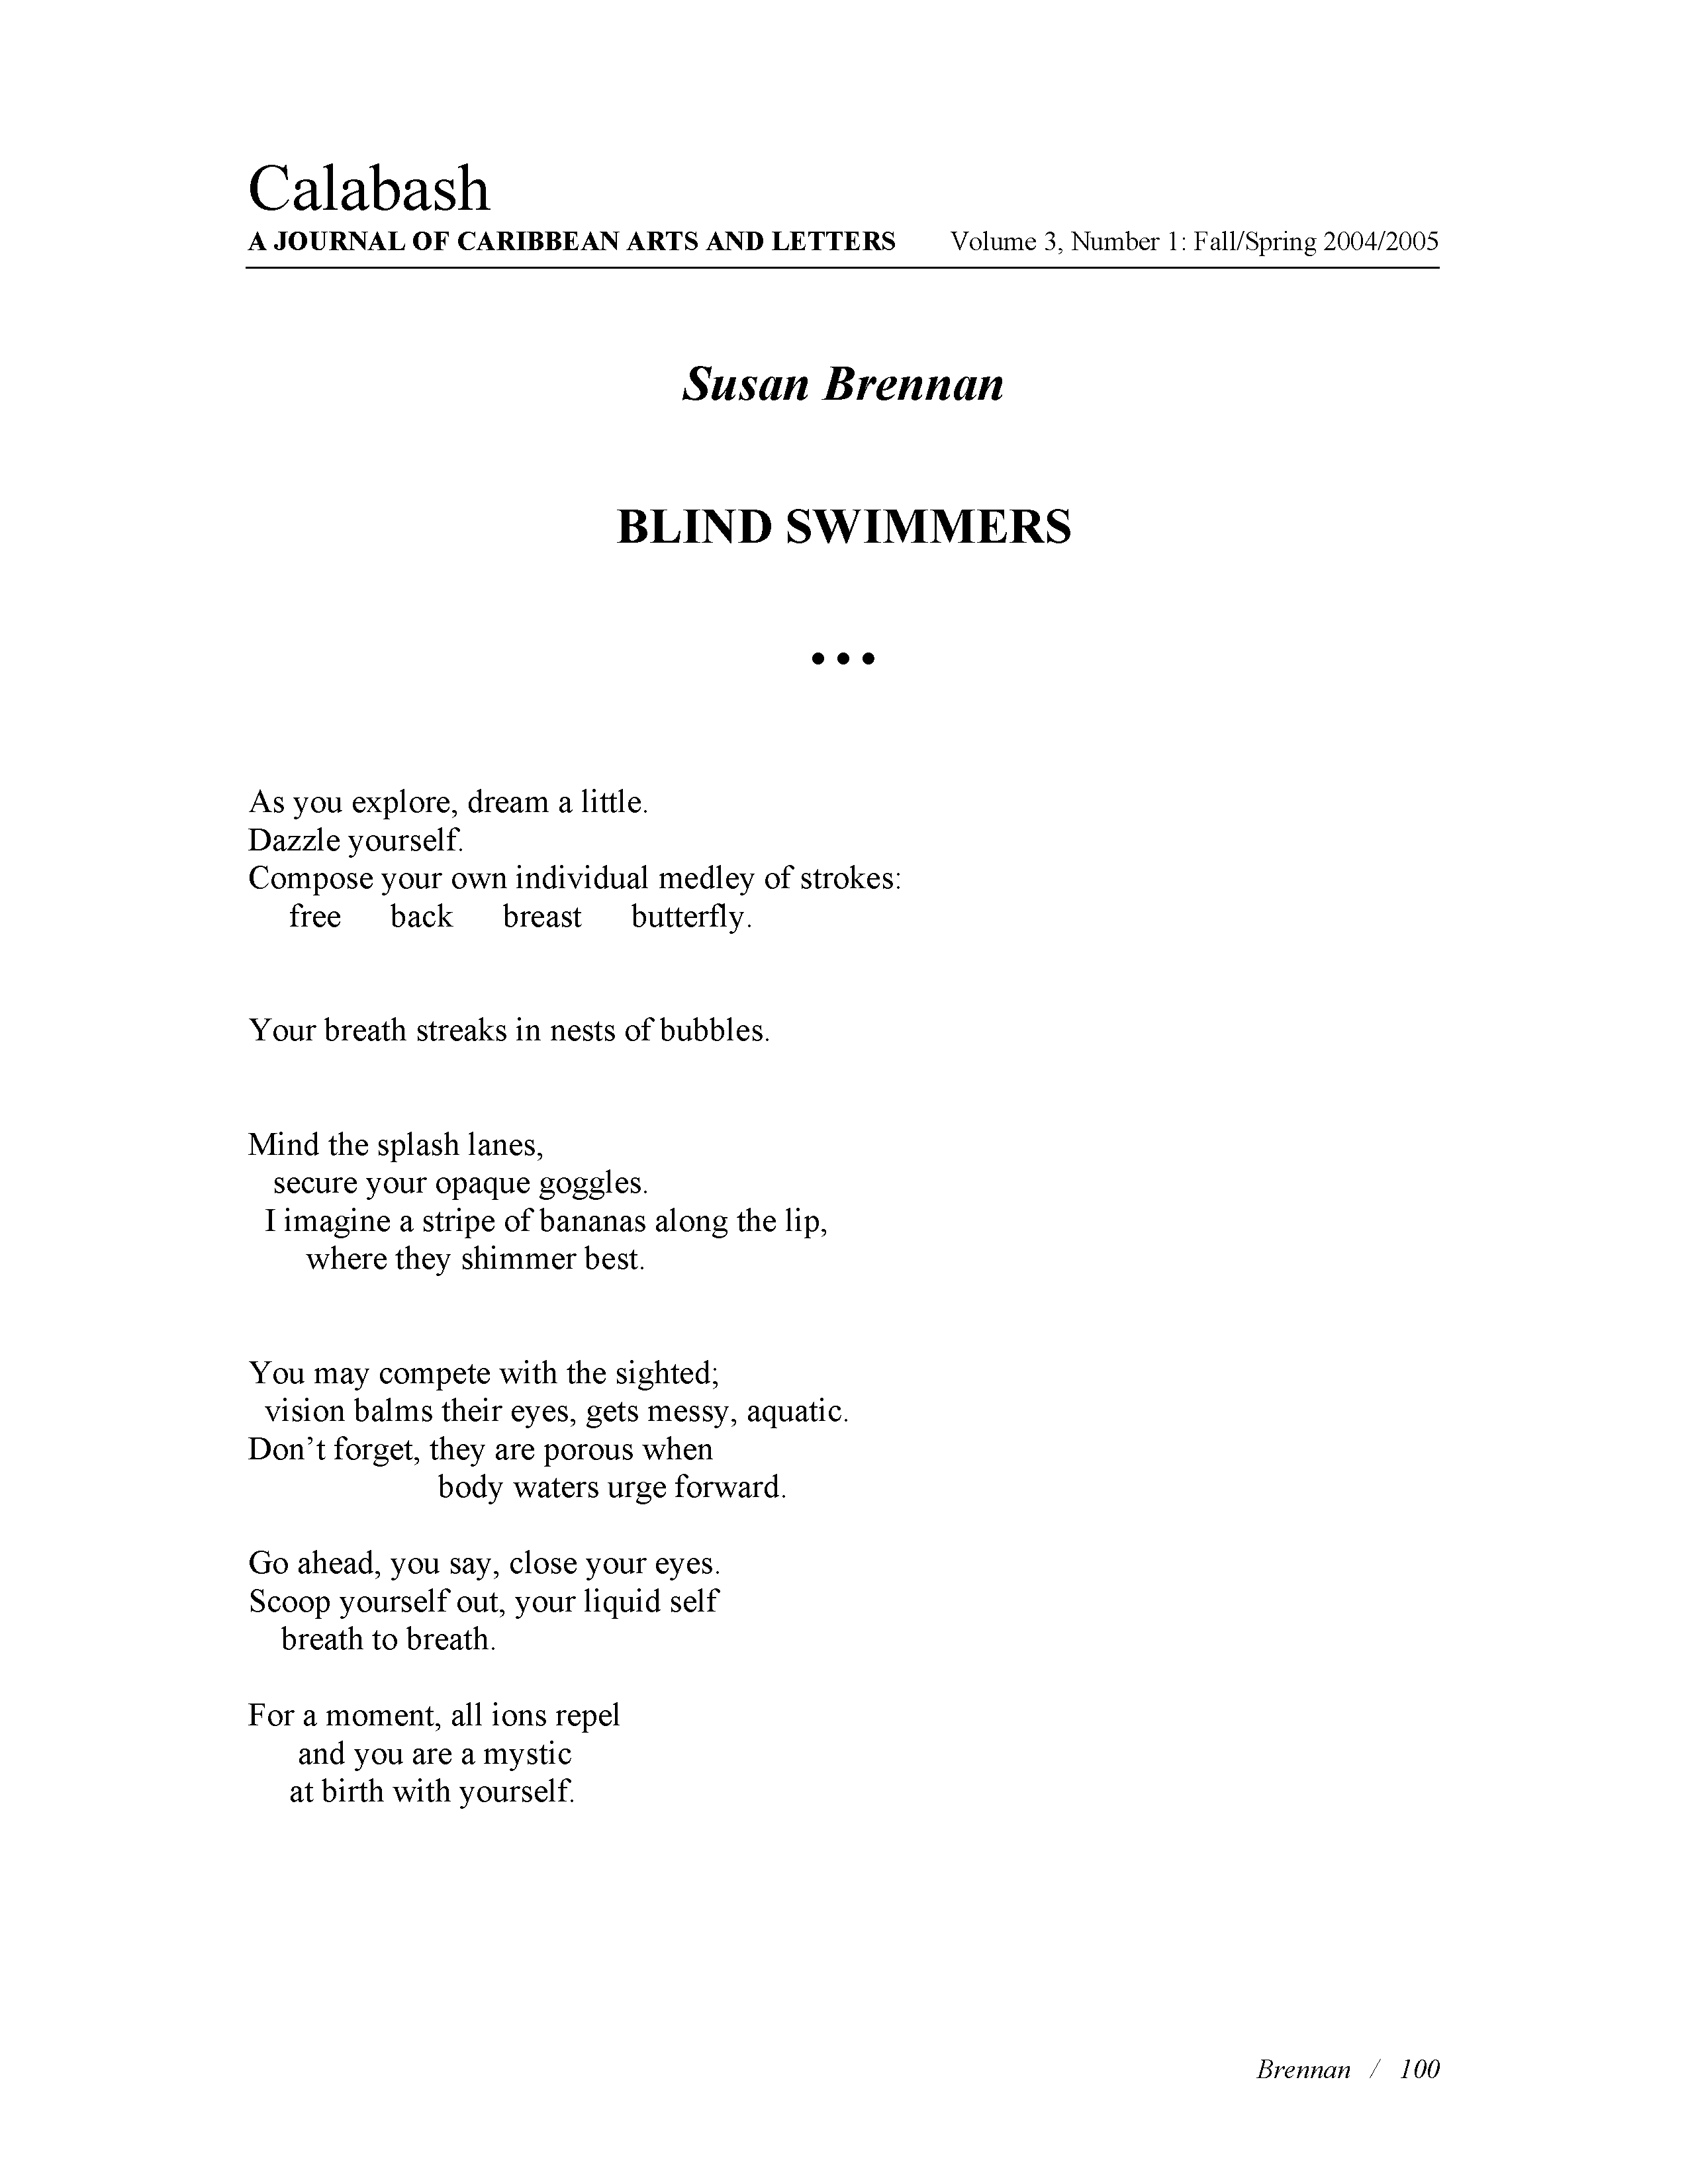 Calabash
A JOURNAL OF CARIBBEAN ARTS AND LETTERS Volume 3, Number 1: Fall/Spring 2004/2005
Susan Brennan
BLIND SWIMMERS
• • •
As you explore, dream a little.
Dazzle yourself.
Compose your own individual medley of strokes:
free back breast butterfly.
Your breath streaks in nests of bubbles.
Mind the splash lanes,
secure your opaque goggles.
I imagine a stripe of bananas along the lip,
where they shimmer best.
You may compete with the sighted;
vision balms their eyes, gets messy, aquatic.
Don’t forget, they are porous when
body waters urge forward.
Go ahead, you say, close your eyes.
Scoop yourself out, your liquid self
breath to breath.
For a moment, all ions repel
and you are a mystic
at birth with yourself.
Brennan / 100